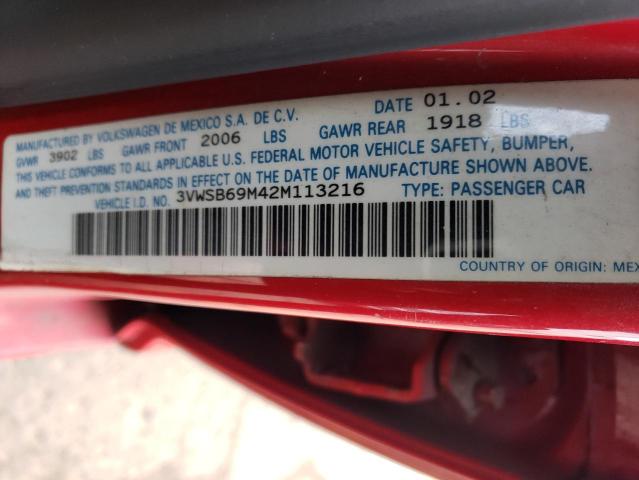 MANUFACTURED BY VOLKSWAGEN DE MEXICO S.A. DE C.V. DATE 01.02
GVWR 3902 LBS GAWR FRONT 2006 LBS GAWR REAR 1918 LBS
THIS VEHICLE CONFORMS TO ALL APPLICABLE U.S. FEDERAL MOTOR VEHICLE SAFETY, BUMPER,
AND THEFT PREVENTION STANDARDS IN EFFECT ON THE DATE OF MANUFACTURE SHOWN ABOVE.
VEHICLE I.D. NO. 3VWSB69M42M113216 TYPE: PASSENGER CAR
COUNTRY OF ORIGIN: MEX